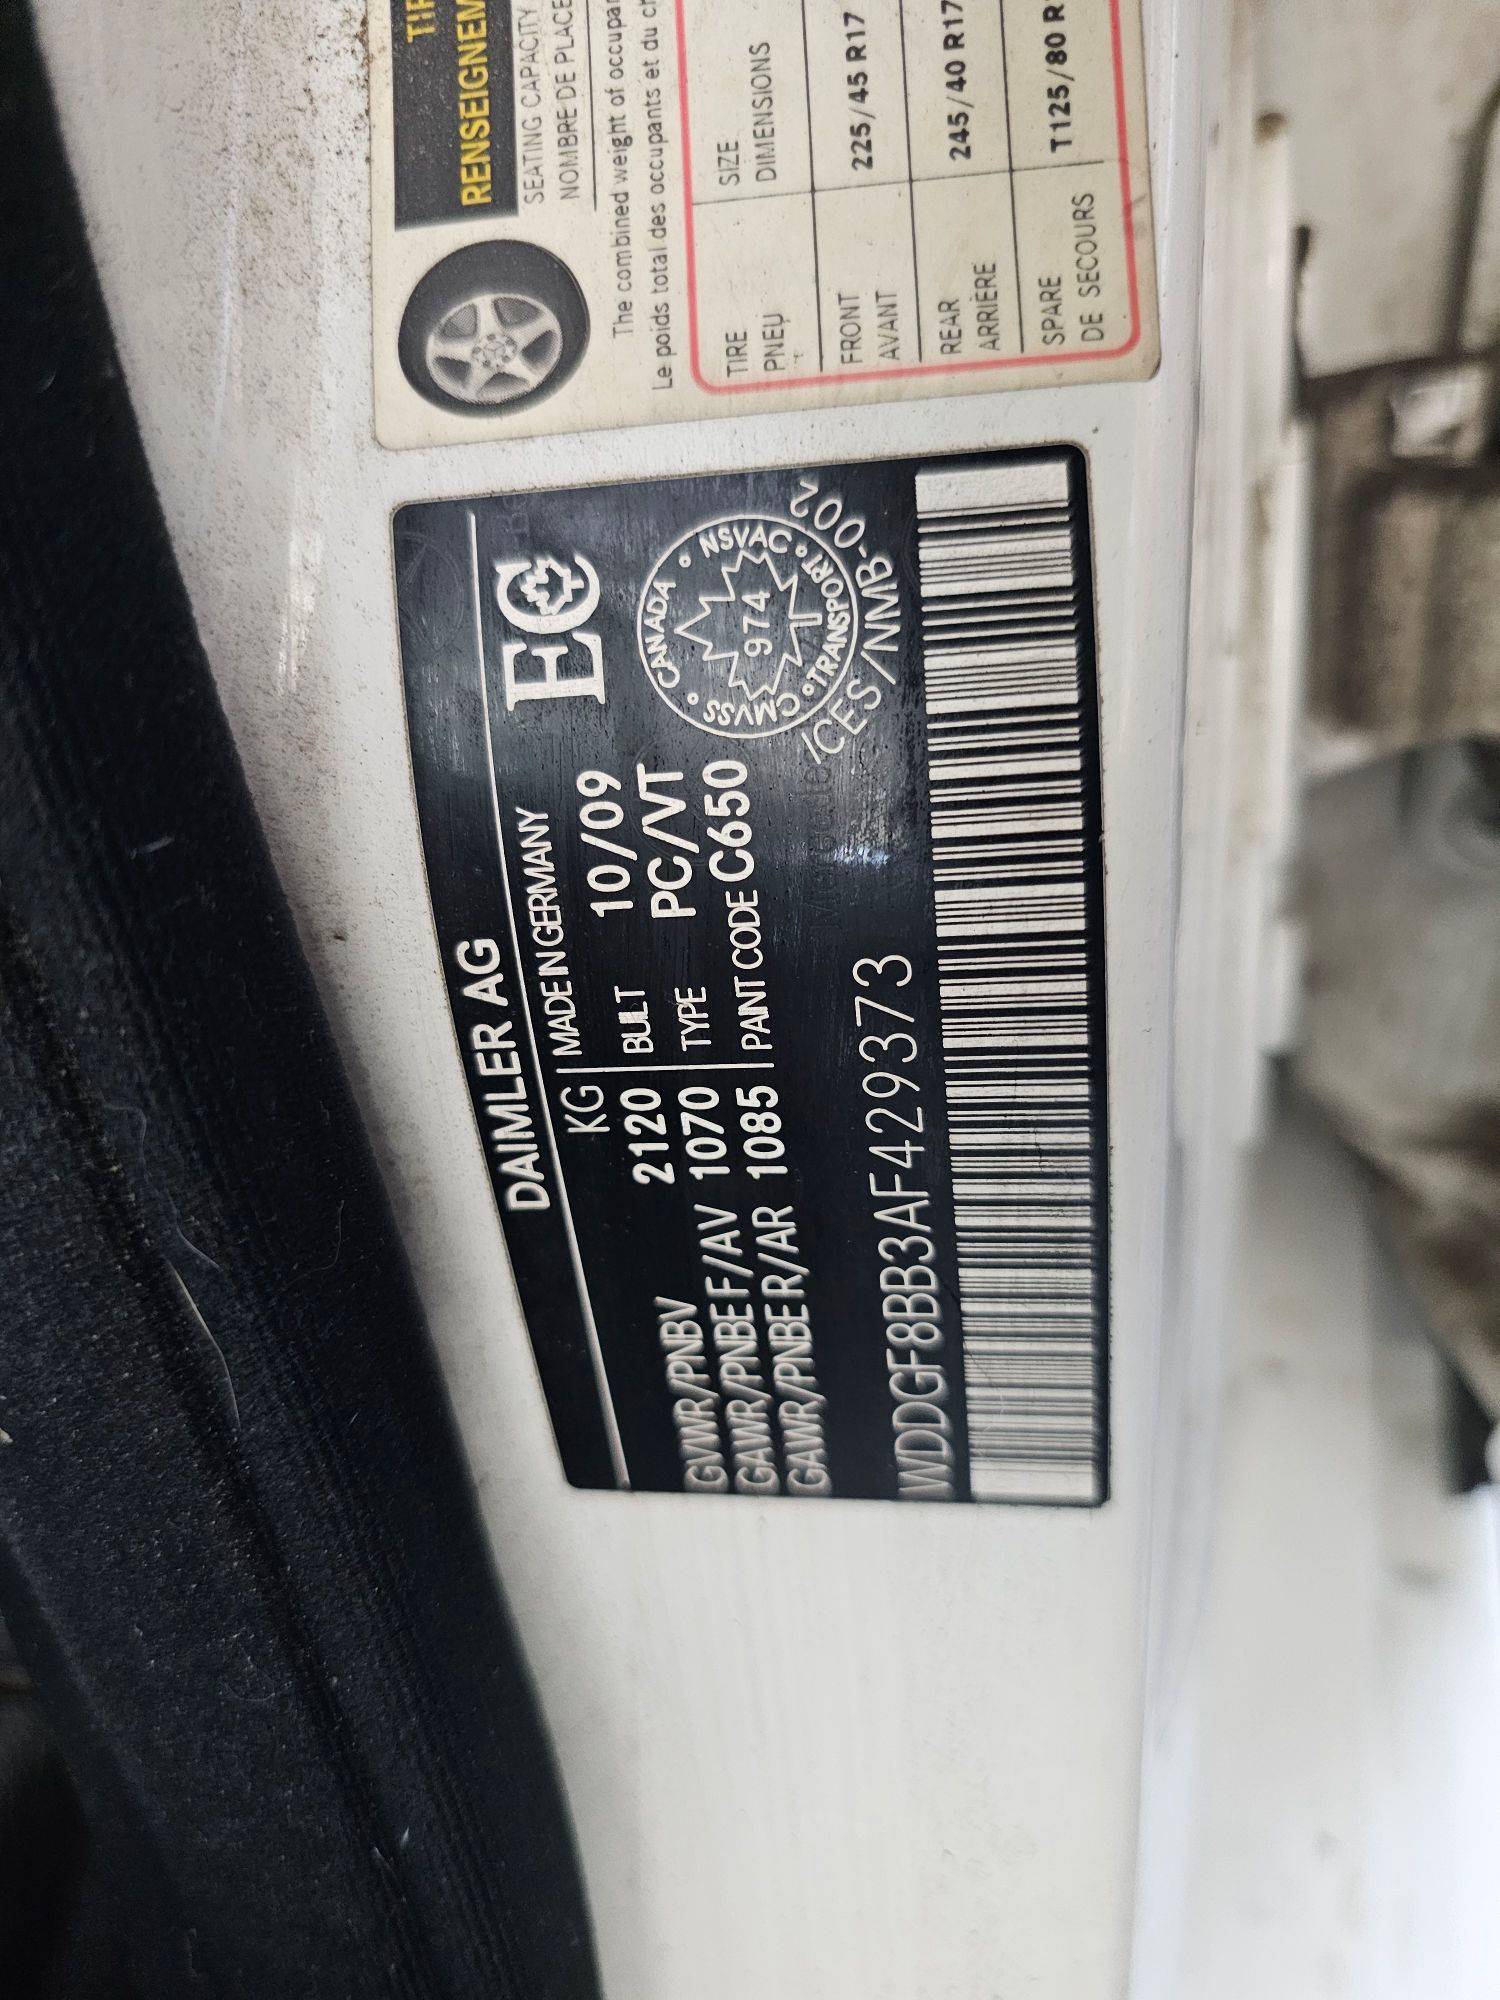 DAIMLER AG
KG MADE IN GERMANY
GVWR/PNBV 2120 BUILT 10/09
GAWR/PNBE F/AV 1070 TYPE PC/VT
GAWR/PNBE R/AR 1085 PAINT CODE C650
EC
CANADA
NSVAC
TRANSPORT
CMVSS
974
ICES/NMB-002
WDDGF8BB3AF429373
RENSEIGNEM
SEATING CAPACITY
NOMBRE DE PLACE
The combined weight of occupan
Le poids total des occupants et du ch
TIRE SIZE
PNEU DIMENSIONS
FRONT
AVANT 225/45 R17
REAR
ARRIÈRE 245/40 R17
SPARE
DE SECOURS T125/80 R